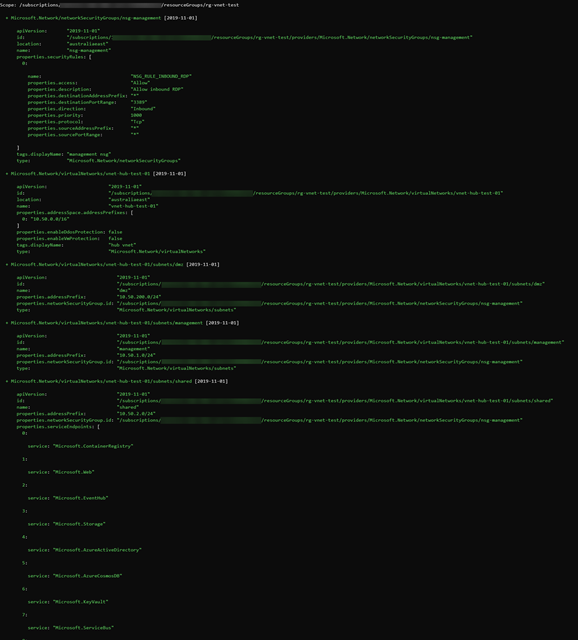 Scope: /subscriptions/ /resourceGroups/rg-vnet-test
+ Microsoft.Network/networkSecurityGroups/nsg-management [2019-11-01]
apiVersion: "2019-11-01"
id: "/subscriptions/ /resourceGroups/rg-vnet-test/providers/Microsoft.Network/networkSecurityGroups/nsg-management"
location: "australiaeast"
name: "nsg-management"
properties.securityRules: [
0:
name: "NSG_RULE_INBOUND_RDP"
properties.access: "Allow"
properties.description: "Allow inbound RDP"
properties.destinationAddressPrefix: "*"
properties.destinationPortRange: "3389"
properties.direction: "Inbound"
properties.priority: 1000
properties.protocol: "Tcp"
properties.sourceAddressPrefix: "*"
properties.sourcePortRange: "*"
]
tags.displayName: "management nsg"
type: "Microsoft.Network/networkSecurityGroups"
+ Microsoft.Network/virtualNetworks/vnet-hub-test-01 [2019-11-01]
apiVersion: "2019-11-01"
id: "/subscriptions/ /resourceGroups/rg-vnet-test/providers/Microsoft.Network/virtualNetworks/vnet-hub-test-01"
location: "australiaeast"
name: "vnet-hub-test-01"
properties.addressSpace.addressPrefixes: [
0: "10.50.0.0/16"
]
properties.enableDdosProtection: false
properties.enableVmProtection: false
tags.displayName: "hub vnet"
type: "Microsoft.Network/virtualNetworks"
+ Microsoft.Network/virtualNetworks/vnet-hub-test-01/subnets/dmz [2019-11-01]
apiVersion: "2019-11-01"
id: "/subscriptions/ /resourceGroups/rg-vnet-test/providers/Microsoft.Network/virtualNetworks/vnet-hub-test-01/subnets/dmz"
name: "dmz"
properties.addressPrefix: "10.50.200.0/24"
properties.networkSecurityGroup.id: "/subscriptions/ /resourceGroups/rg-vnet-test/providers/Microsoft.Network/networkSecurityGroups/nsg-management"
type: "Microsoft.Network/virtualNetworks/subnets"
+ Microsoft.Network/virtualNetworks/vnet-hub-test-01/subnets/management [2019-11-01]
apiVersion: "2019-11-01"
id: "/subscriptions/ /resourceGroups/rg-vnet-test/providers/Microsoft.Network/virtualNetworks/vnet-hub-test-01/subnets/management"
name: "management"
properties.addressPrefix: "10.50.1.0/24"
properties.networkSecurityGroup.id: "/subscriptions/ /resourceGroups/rg-vnet-test/providers/Microsoft.Network/networkSecurityGroups/nsg-management"
type: "Microsoft.Network/virtualNetworks/subnets"
+ Microsoft.Network/virtualNetworks/vnet-hub-test-01/subnets/shared [2019-11-01]
apiVersion: "2019-11-01"
id: "/subscriptions/ /resourceGroups/rg-vnet-test/providers/Microsoft.Network/virtualNetworks/vnet-hub-test-01/subnets/shared"
name: "shared"
properties.addressPrefix: "10.50.2.0/24"
properties.networkSecurityGroup.id: "/subscriptions/ /resourceGroups/rg-vnet-test/providers/Microsoft.Network/networkSecurityGroups/nsg-management"
properties.serviceEndpoints: [
0:
service: "Microsoft.ContainerRegistry"
1:
service: "Microsoft.Web"
2:
service: "Microsoft.EventHub"
3:
service: "Microsoft.Storage"
4:
service: "Microsoft.AzureActiveDirectory"
5:
service: "Microsoft.AzureCosmosDB"
6:
service: "Microsoft.KeyVault"
7:
service: "Microsoft.ServiceBus"